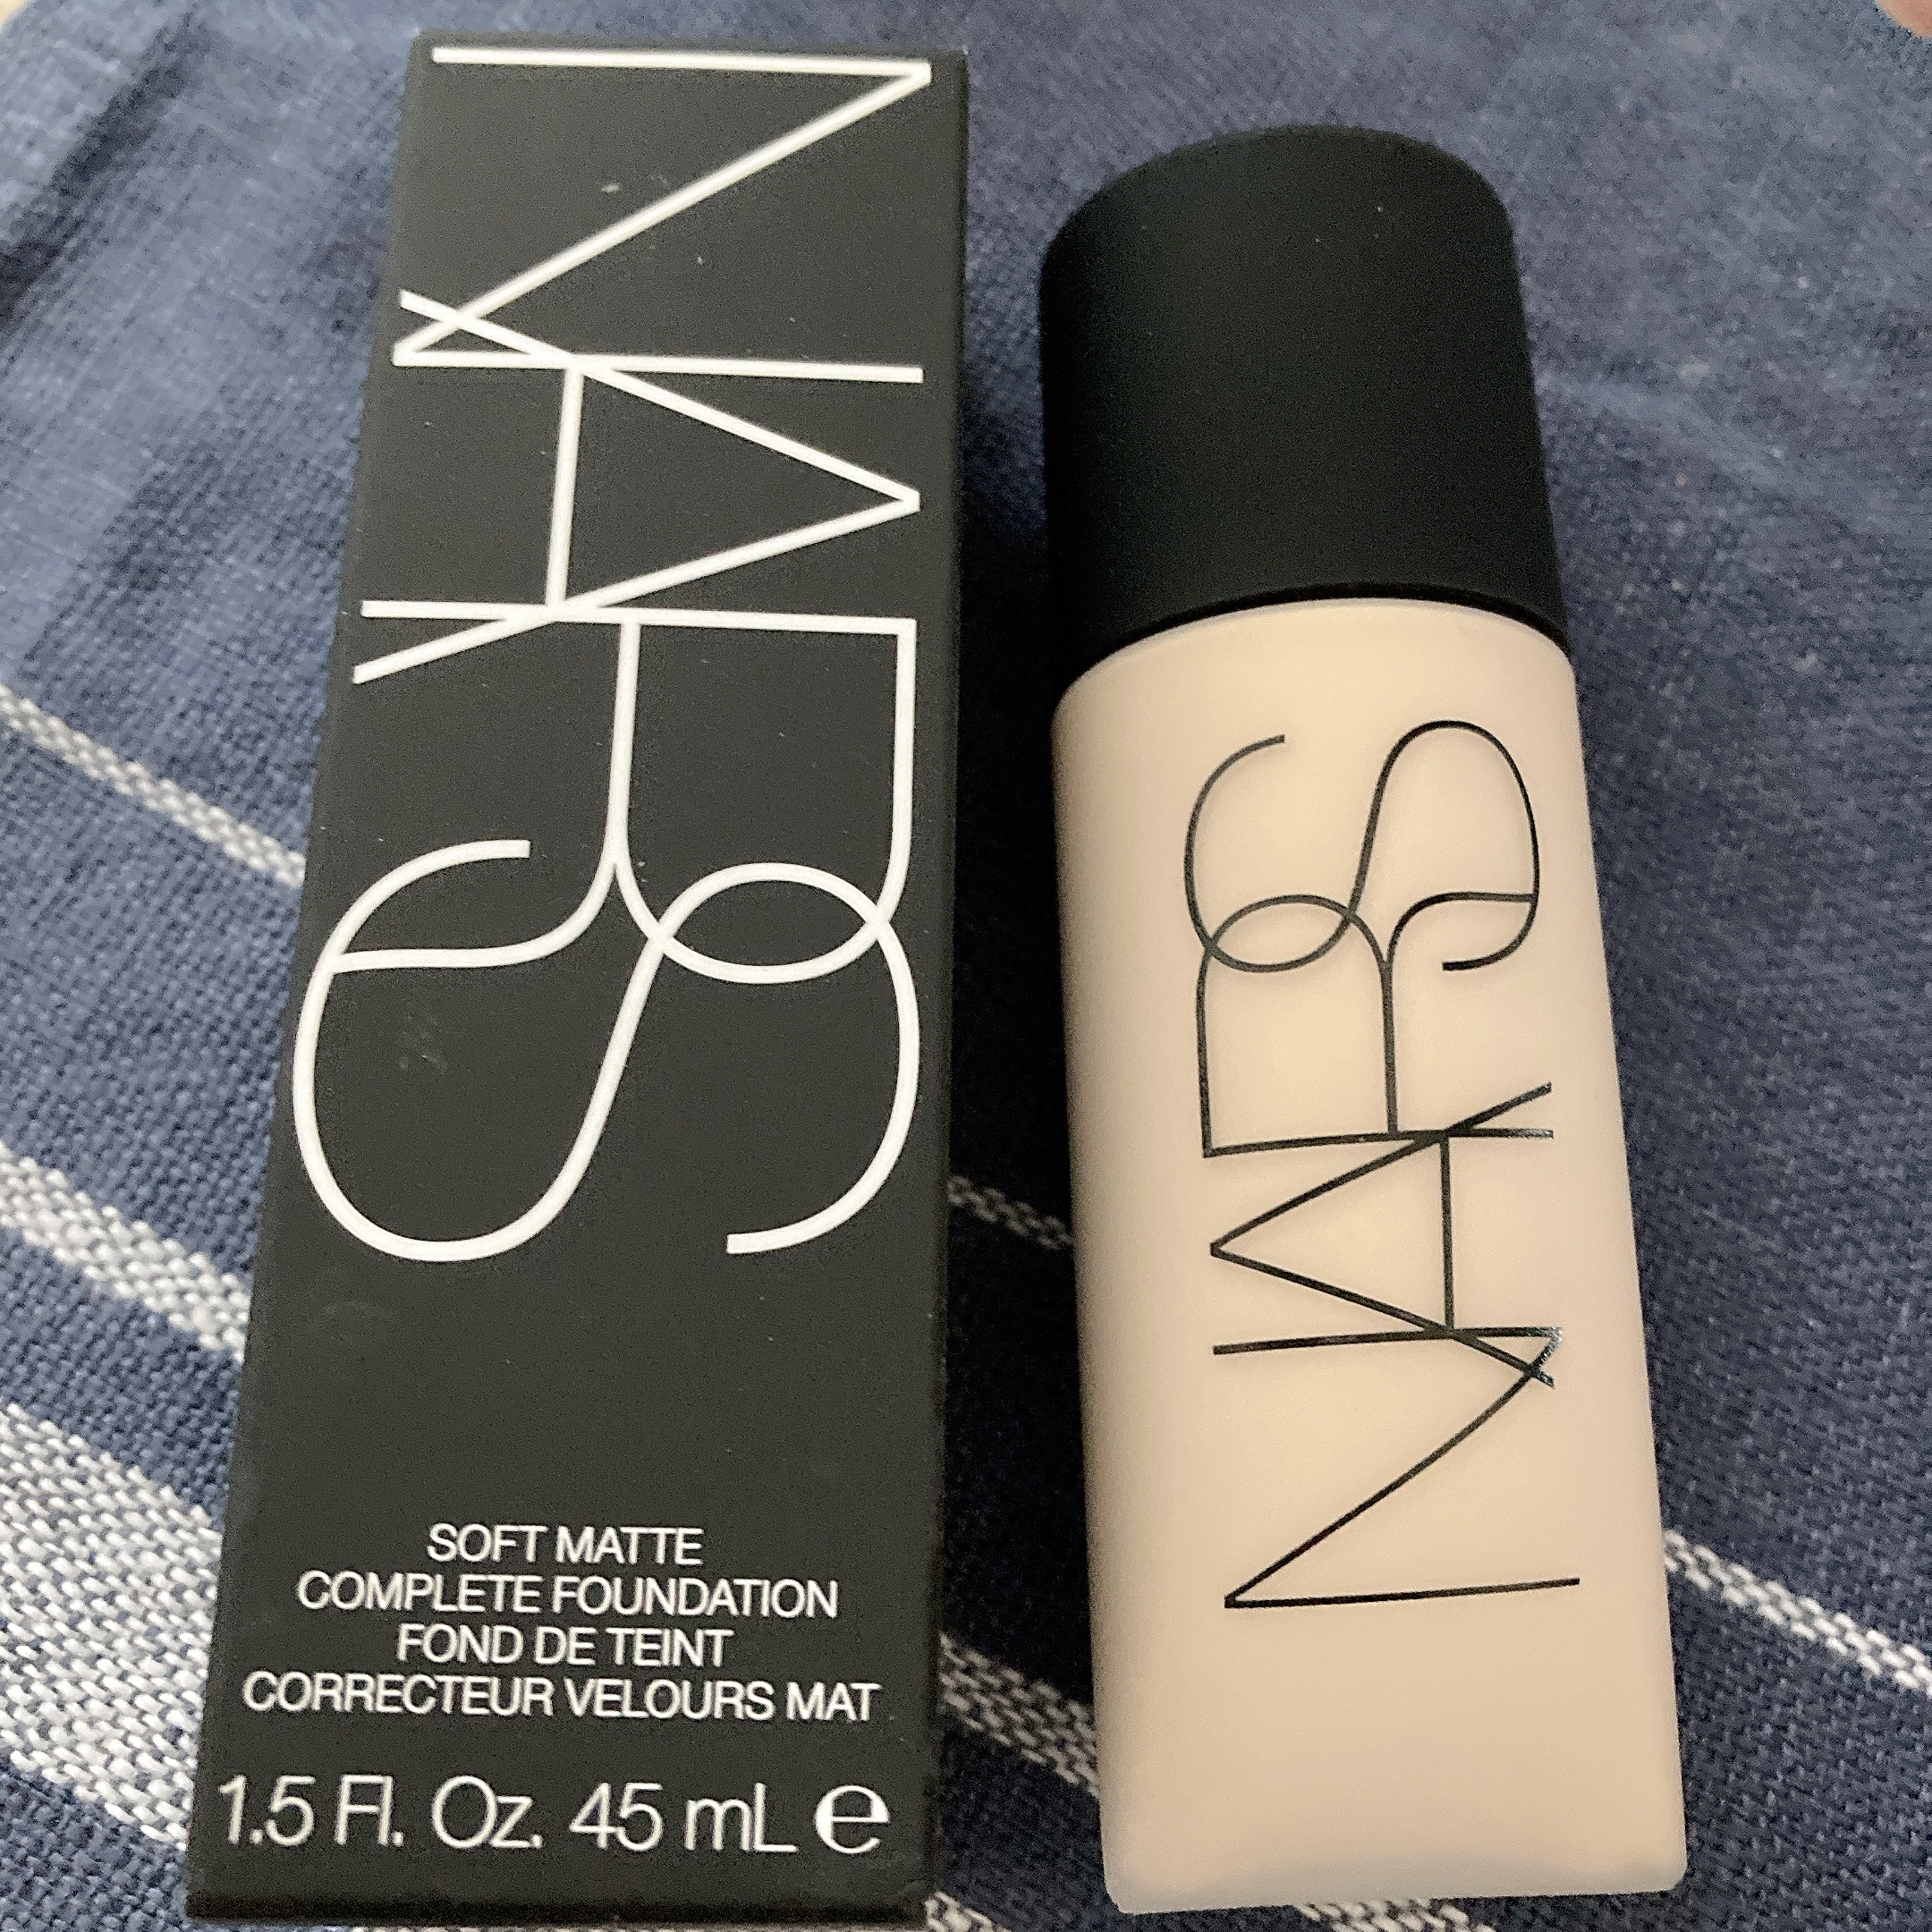 NARS
SOFT MATTE
COMPLETE FOUNDATION
FOND DE TEINT
CORRECTEUR VELOURS MAT
1.5 Fl. Oz. 45 mL e
NARS